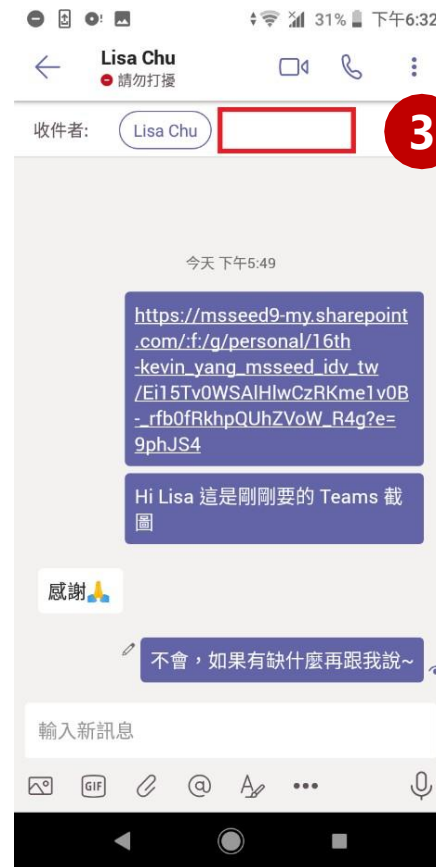 31% 下午6:32
Lisa Chu
請勿打擾
收件者: Lisa Chu
3
今天 下午5:49
https://msseed9-my.sharepoint
.com/:f:/g/personal/16th
-kevin_yang_msseed_idv_tw
/Ei15Tv0WSAlHlwCzRKme1v0B
-_rfb0fRkhpQUhZVoW_R4g?e=
9phJS4
Hi Lisa 這是剛剛要的 Teams 截
圖
感謝🙏
不會，如果有缺什麼再跟我說~
輸入新訊息
GIF